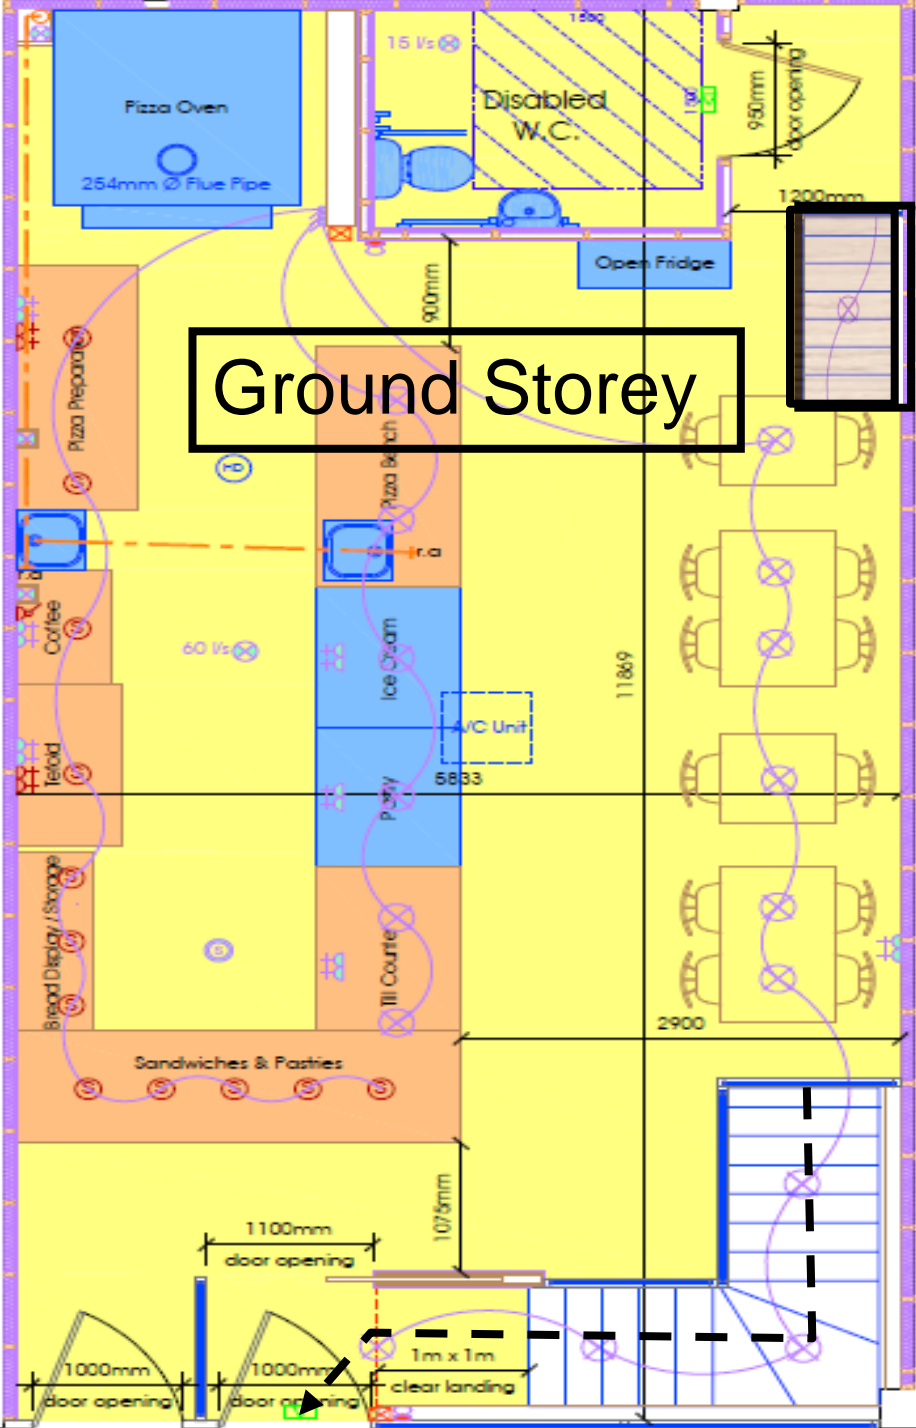 1500
15 l/s
Pizza Oven
Disabled
W.C.
950mm
door opening
254mm Ø Flue Pipe
1200mm
Open Fridge
900mm
Ground Storey
Pizza Preparation
Pizza Bench
HD
r.a
r.a
Coffee
60 l/s
Ice Cream
11869
A/C Unit
Tefold
5833
Bread Display / Storage
S
Till Counter
2900
Sandwiches & Pastries
S S S S S
1075mm
1100mm
door opening
1m x 1m
clear landing
1000mm
door opening
1000mm
door opening